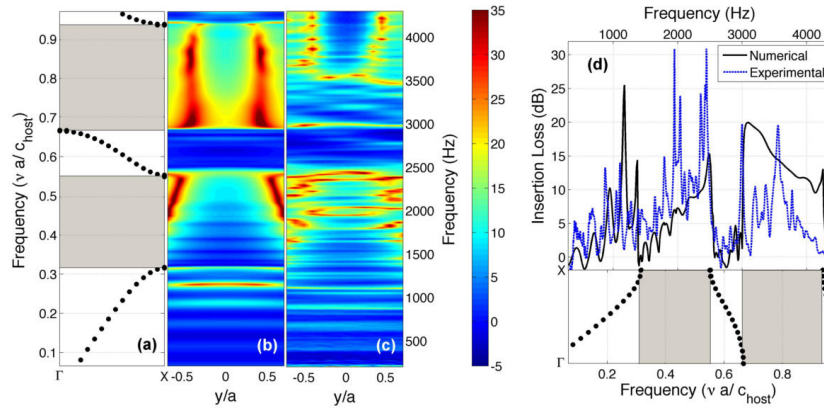 Frequency (ν a/ c_host)
0.9
0.8
0.7
0.6
0.5
0.4
0.3
0.2
0.1
Γ
X
(a)
(b)
-0.5 0 0.5
y/a
(c)
-0.5 0 0.5
y/a
4000
3500
3000
2500
2000
1500
1000
500
Frequency (Hz)
35
30
25
20
15
10
5
0
-5
Frequency (Hz)
1000 2000 3000 4000
(d)
Numerical
Experimental
Insertion Loss (dB)
30
25
20
15
10
5
0
X
Γ
0.2 0.4 0.6 0.8
Frequency (ν a/ c_host)